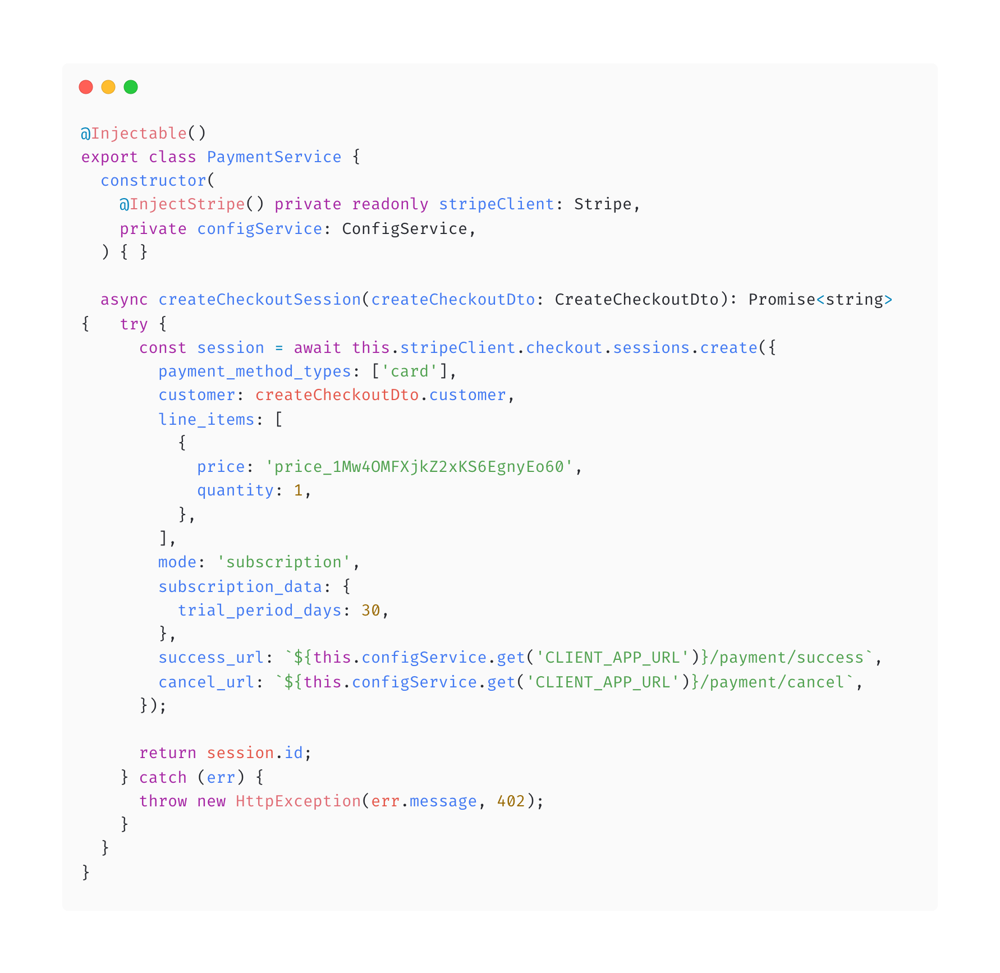 @Injectable()
export class PaymentService {
  constructor(
    @InjectStripe() private readonly stripeClient: Stripe,
    private configService: ConfigService,
  ) { }

  async createCheckoutSession(createCheckoutDto: CreateCheckoutDto): Promise<string>
{   try {
      const session = await this.stripeClient.checkout.sessions.create({
        payment_method_types: ['card'],
        customer: createCheckoutDto.customer,
        line_items: [
          {
            price: 'price_1Mw4OMFXjkZ2xKS6EgnyEo60',
            quantity: 1,
          },
        ],
        mode: 'subscription',
        subscription_data: {
          trial_period_days: 30,
        },
        success_url: `${this.configService.get('CLIENT_APP_URL')}/payment/success`,
        cancel_url: `${this.configService.get('CLIENT_APP_URL')}/payment/cancel`,
      });

      return session.id;
    } catch (err) {
      throw new HttpException(err.message, 402);
    }
  }
}